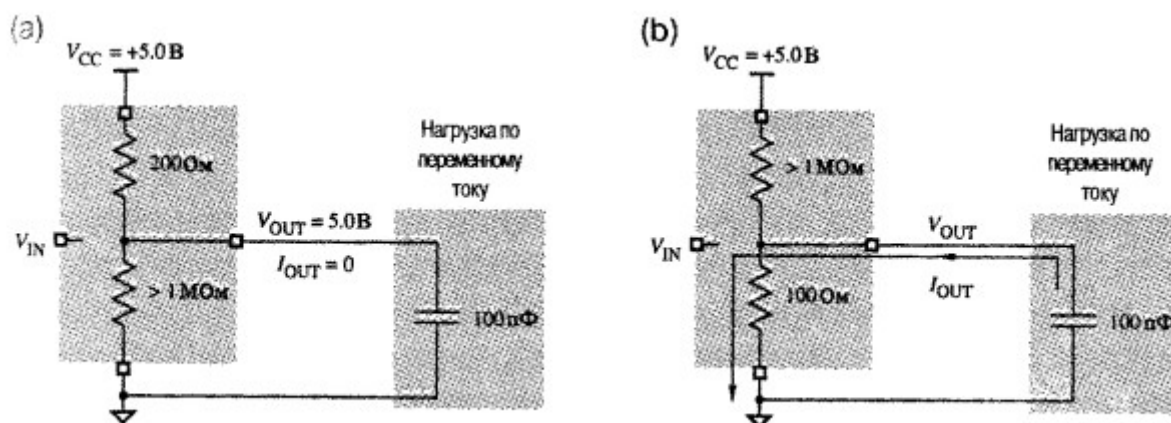 (a)
V_CC = +5.0 В
200 Ом
Нагрузка по
переменному
току
V_OUT = 5.0 В
V_IN
I_OUT = 0
> 1 МОм
100 пФ
(b)
V_CC = +5.0 В
> 1 МОм
Нагрузка по
переменному
току
V_OUT
V_IN
I_OUT
100 Ом
100 пФ